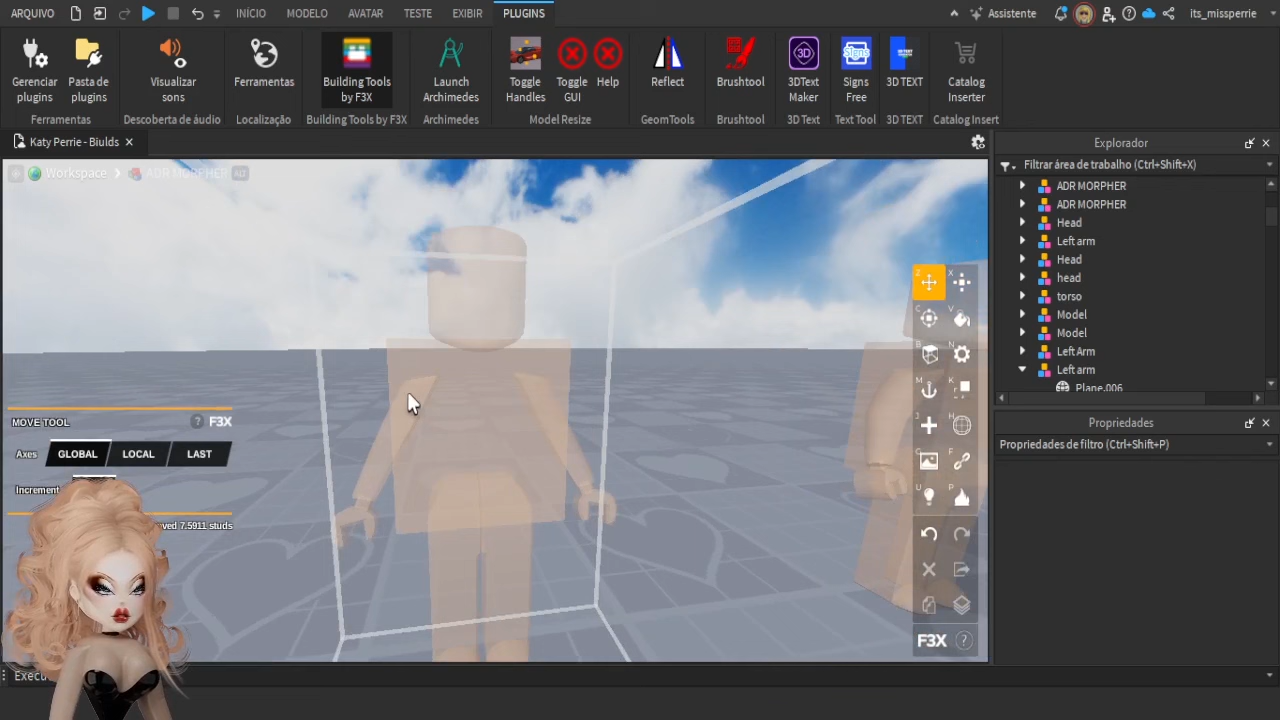 ARQUIVO
INÍCIO MODELO AVATAR TESTE EXIBIR PLUGINS
Assistente
its_missperrie
Gerenciar plugins
Pasta de plugins
Visualizar sons
Ferramentas
Building Tools by F3X
Launch Archimedes
Toggle Handles
Toggle GUI
Help
Reflect
Brushtool
3DText Maker
Signs Free
3D TEXT
Catalog Inserter
Ferramentas
Descoberta de áudio
Localização
Building Tools by F3X
Archimedes
Model Resize
GeomTools
Brushtool
3D Text
Text Tool
3D TEXT
Catalog Insert
Katy Perrie - Biulds
Workspace
ADR MORPHER
ALT
Explorador
Filtrar área de trabalho (Ctrl+Shift+X)
ADR MORPHER
ADR MORPHER
Head
Left arm
Head
head
torso
Model
Model
Left Arm
Left arm
Plane.006
Propriedades
Propriedades de filtro (Ctrl+Shift+P)
MOVE TOOL
? F3X
Axes GLOBAL LOCAL LAST
Increment
7.5911 studs
F3X ?